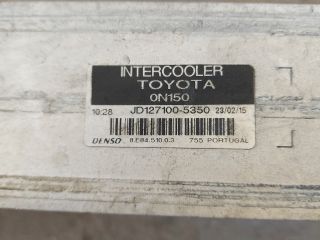 INTERCOOLER
TOYOTA
0N150
10:28 JD127100-5350 23/02/15
DENSO 8.E84.510.0.3 755 PORTUGAL